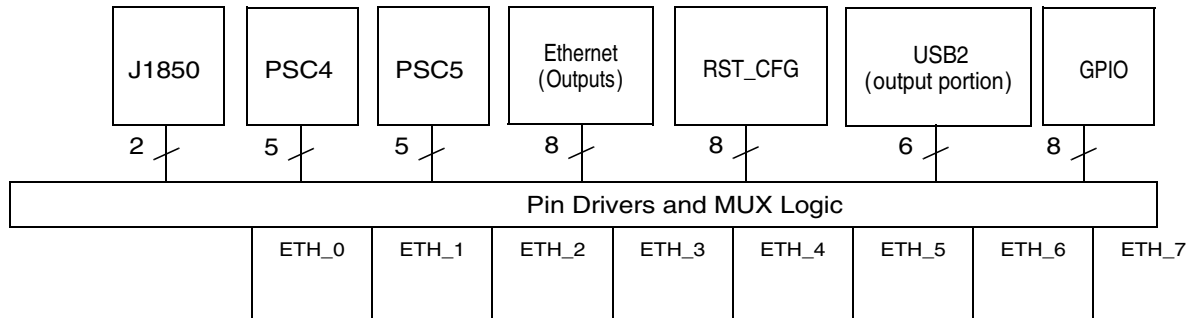 J1850
PSC4
PSC5
Ethernet
(Outputs)
RST_CFG
USB2
(output portion)
GPIO
2
5
5
8
8
6
8
Pin Drivers and MUX Logic
ETH_0
ETH_1
ETH_2
ETH_3
ETH_4
ETH_5
ETH_6
ETH_7